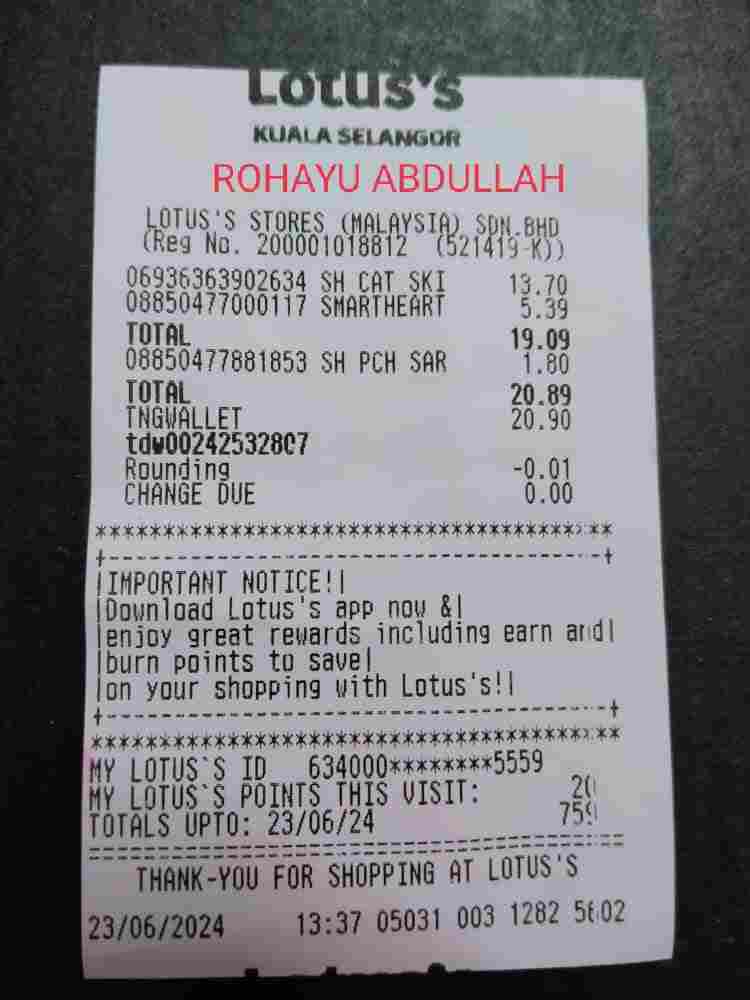 Lotus's
KUALA SELANGOR
ROHAYU ABDULLAH
LOTUS'S STORES (MALAYSIA) SDN.BHD
(Reg No. 200001018812 (521419-K))
06936363902634 SH CAT SKI 13.70
08850477000117 SMARTHEART 5.39
TOTAL 19.09
08850477881853 SH PCH SAR 1.80
TOTAL 20.89
TNGWALLET 20.90
tdw00242532807
Rounding -0.01
CHANGE DUE 0.00
****************************************
+--------------------------------------+
|IMPORTANT NOTICE!|
|Download Lotus's app now &|
|enjoy great rewards including earn and|
|burn points to save|
|on your shopping with Lotus's!|
+--------------------------------------+
****************************************
MY LOTUS`S ID 634000********5559
MY LOTUS`S POINTS THIS VISIT:
TOTALS UPTO: 23/06/24
========================================
THANK-YOU FOR SHOPPING AT LOTUS'S
23/06/2024 13:37 05031 003 1282